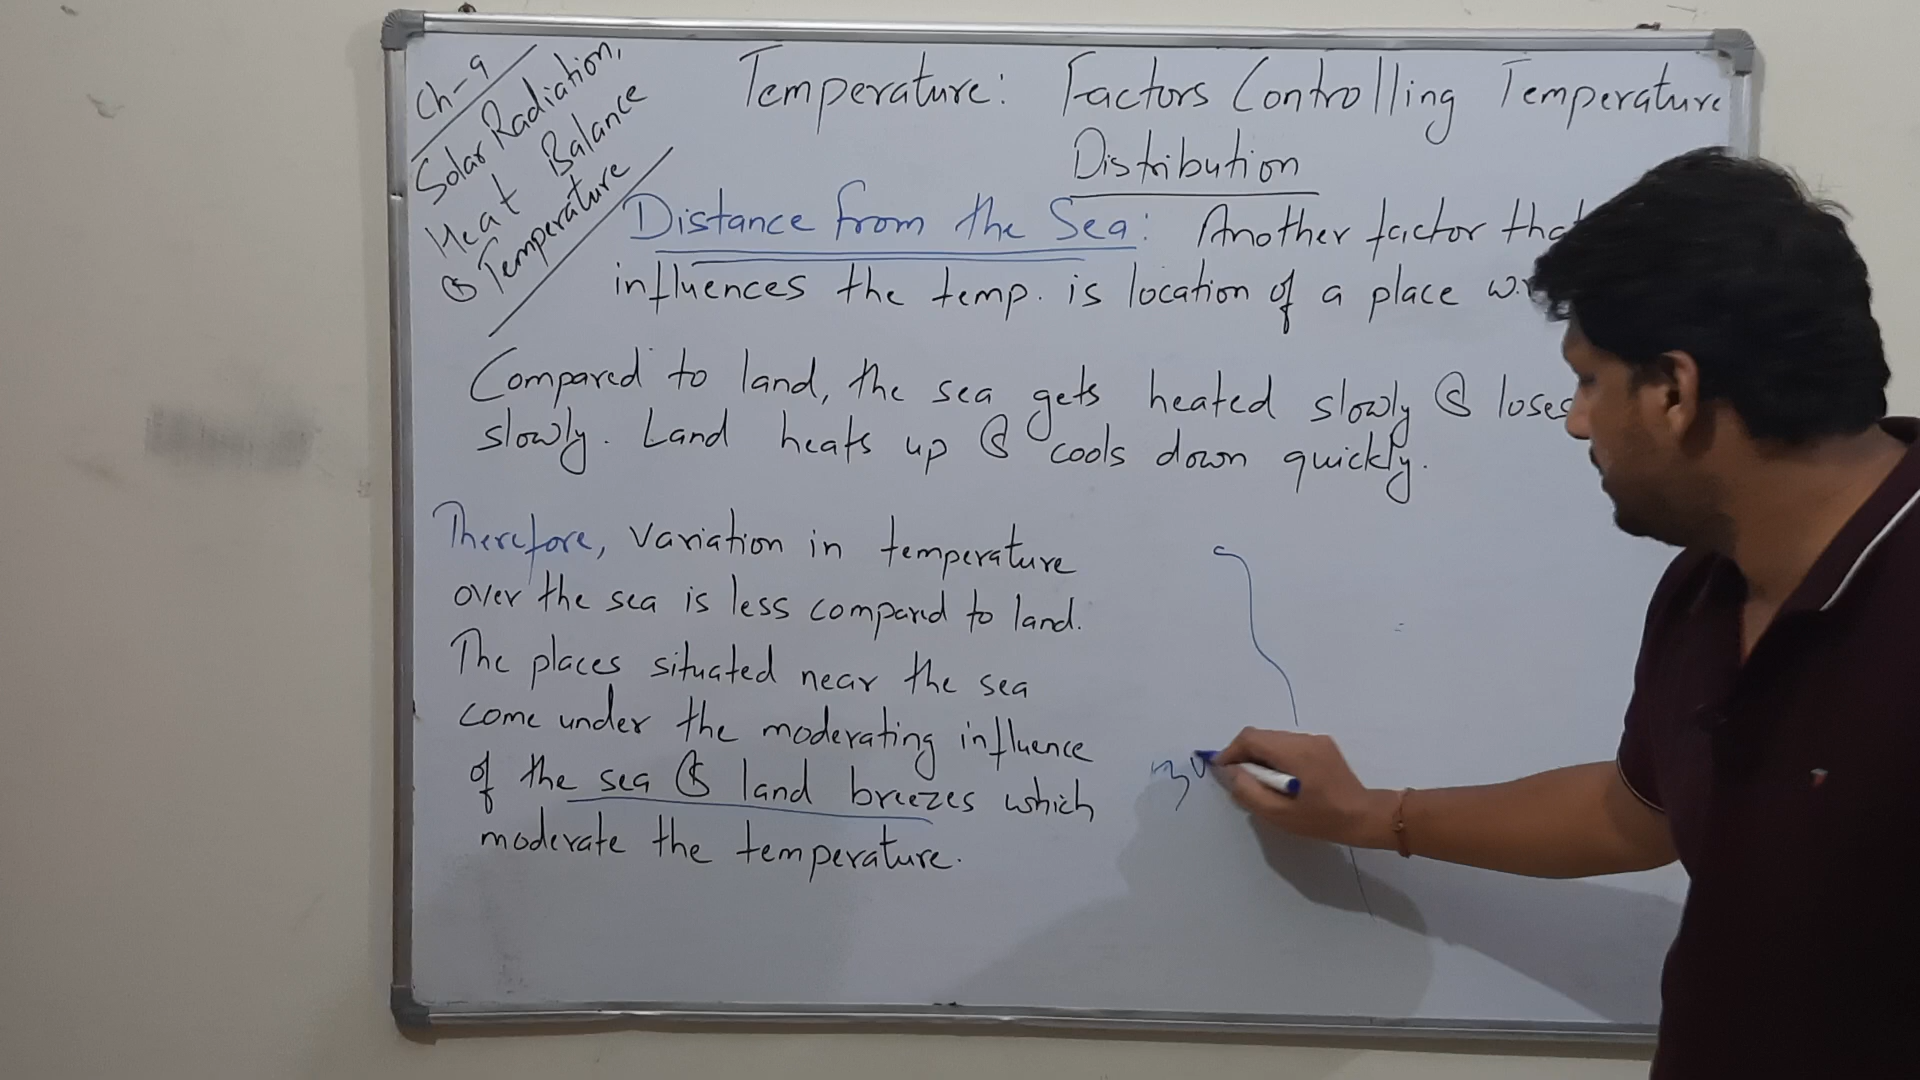 Ch-9
Solar Radiation,
Heat Balance
& Temperature
Temperature: Factors Controlling Temperature
Distribution
Distance from the Sea: Another factor
influences the temp. is location of a place
Compared to land, the sea gets heated slowly & loses
slowly. Land heats up & cools down quickly.
Therefore, variation in temperature
over the sea is less compared to land.
The places situated near the sea
come under the moderating influence
of the sea & land breezes which
moderate the temperature.